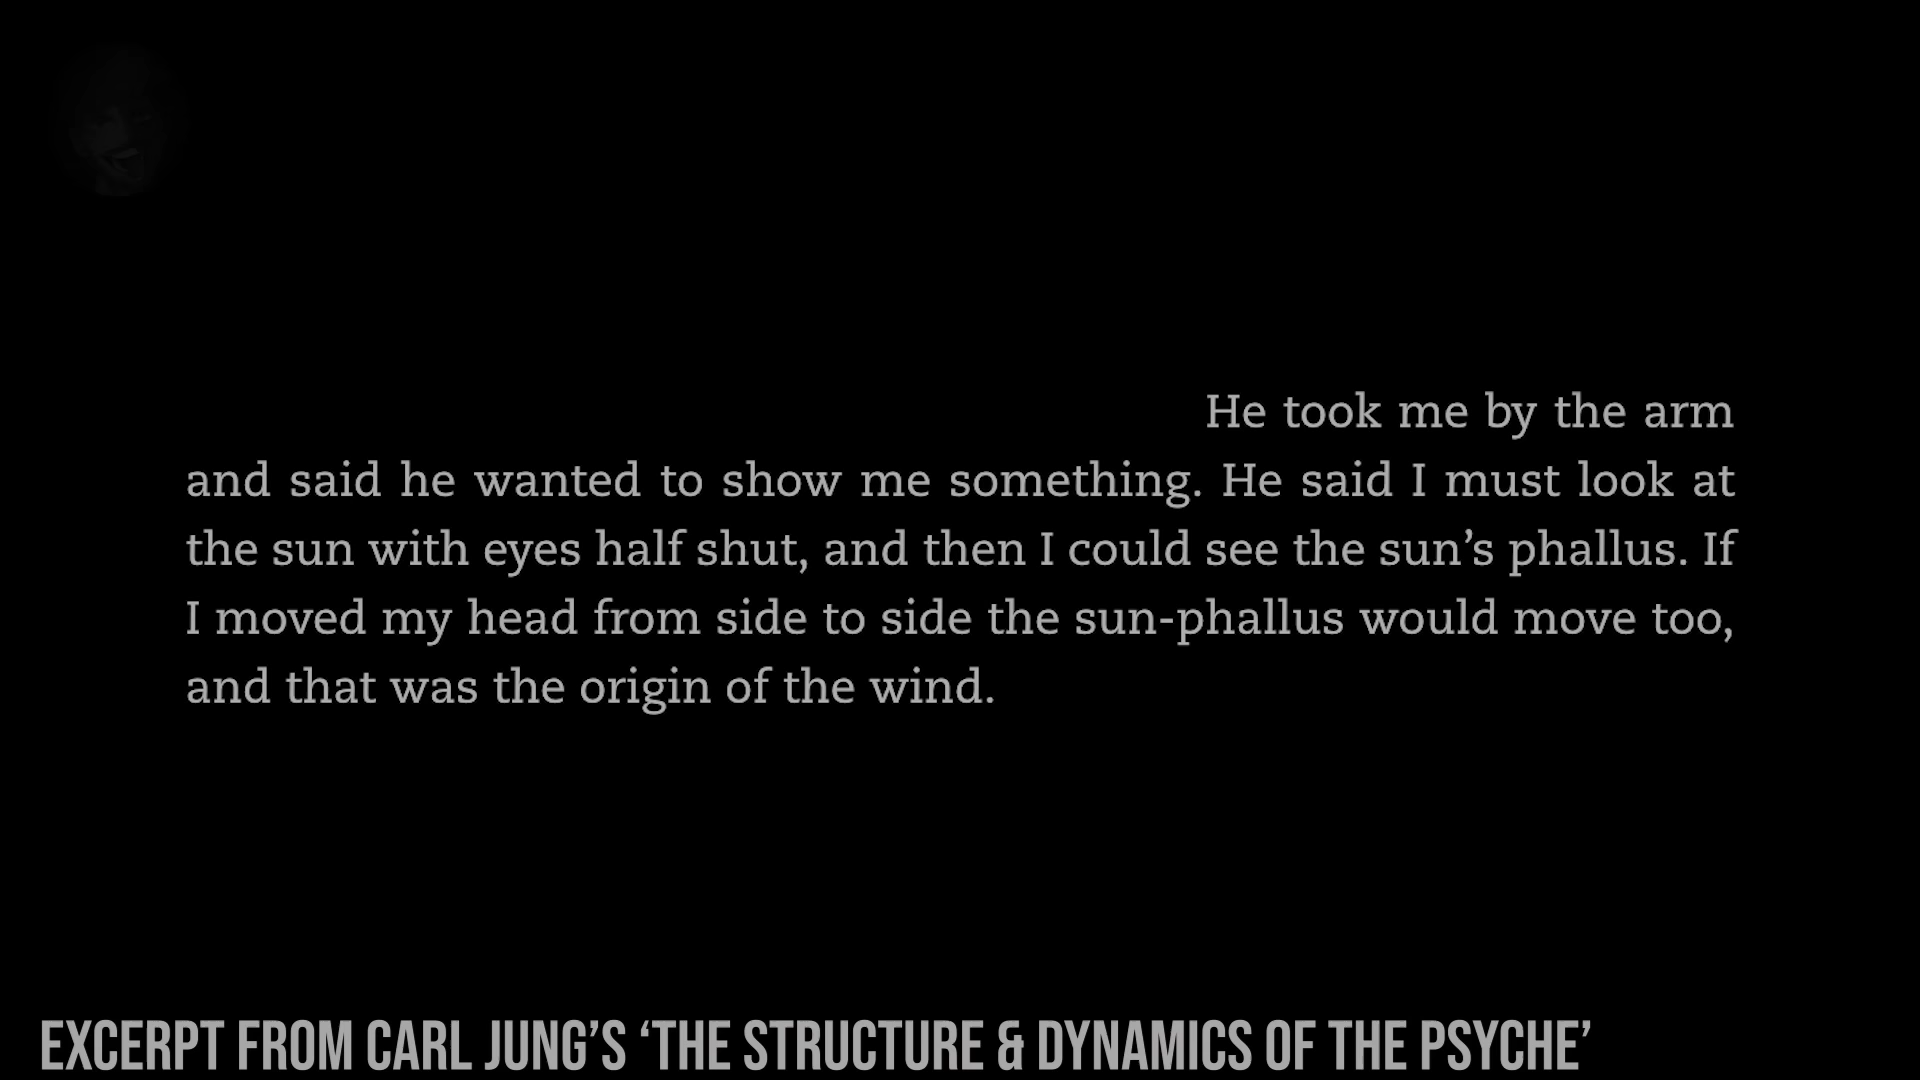 He took me by the arm
and said he wanted to show me something. He said I must look at
the sun with eyes half shut, and then I could see the sun’s phallus. If
I moved my head from side to side the sun-phallus would move too,
and that was the origin of the wind.
EXCERPT FROM CARL JUNG’S ‘THE STRUCTURE & DYNAMICS OF THE PSYCHE’